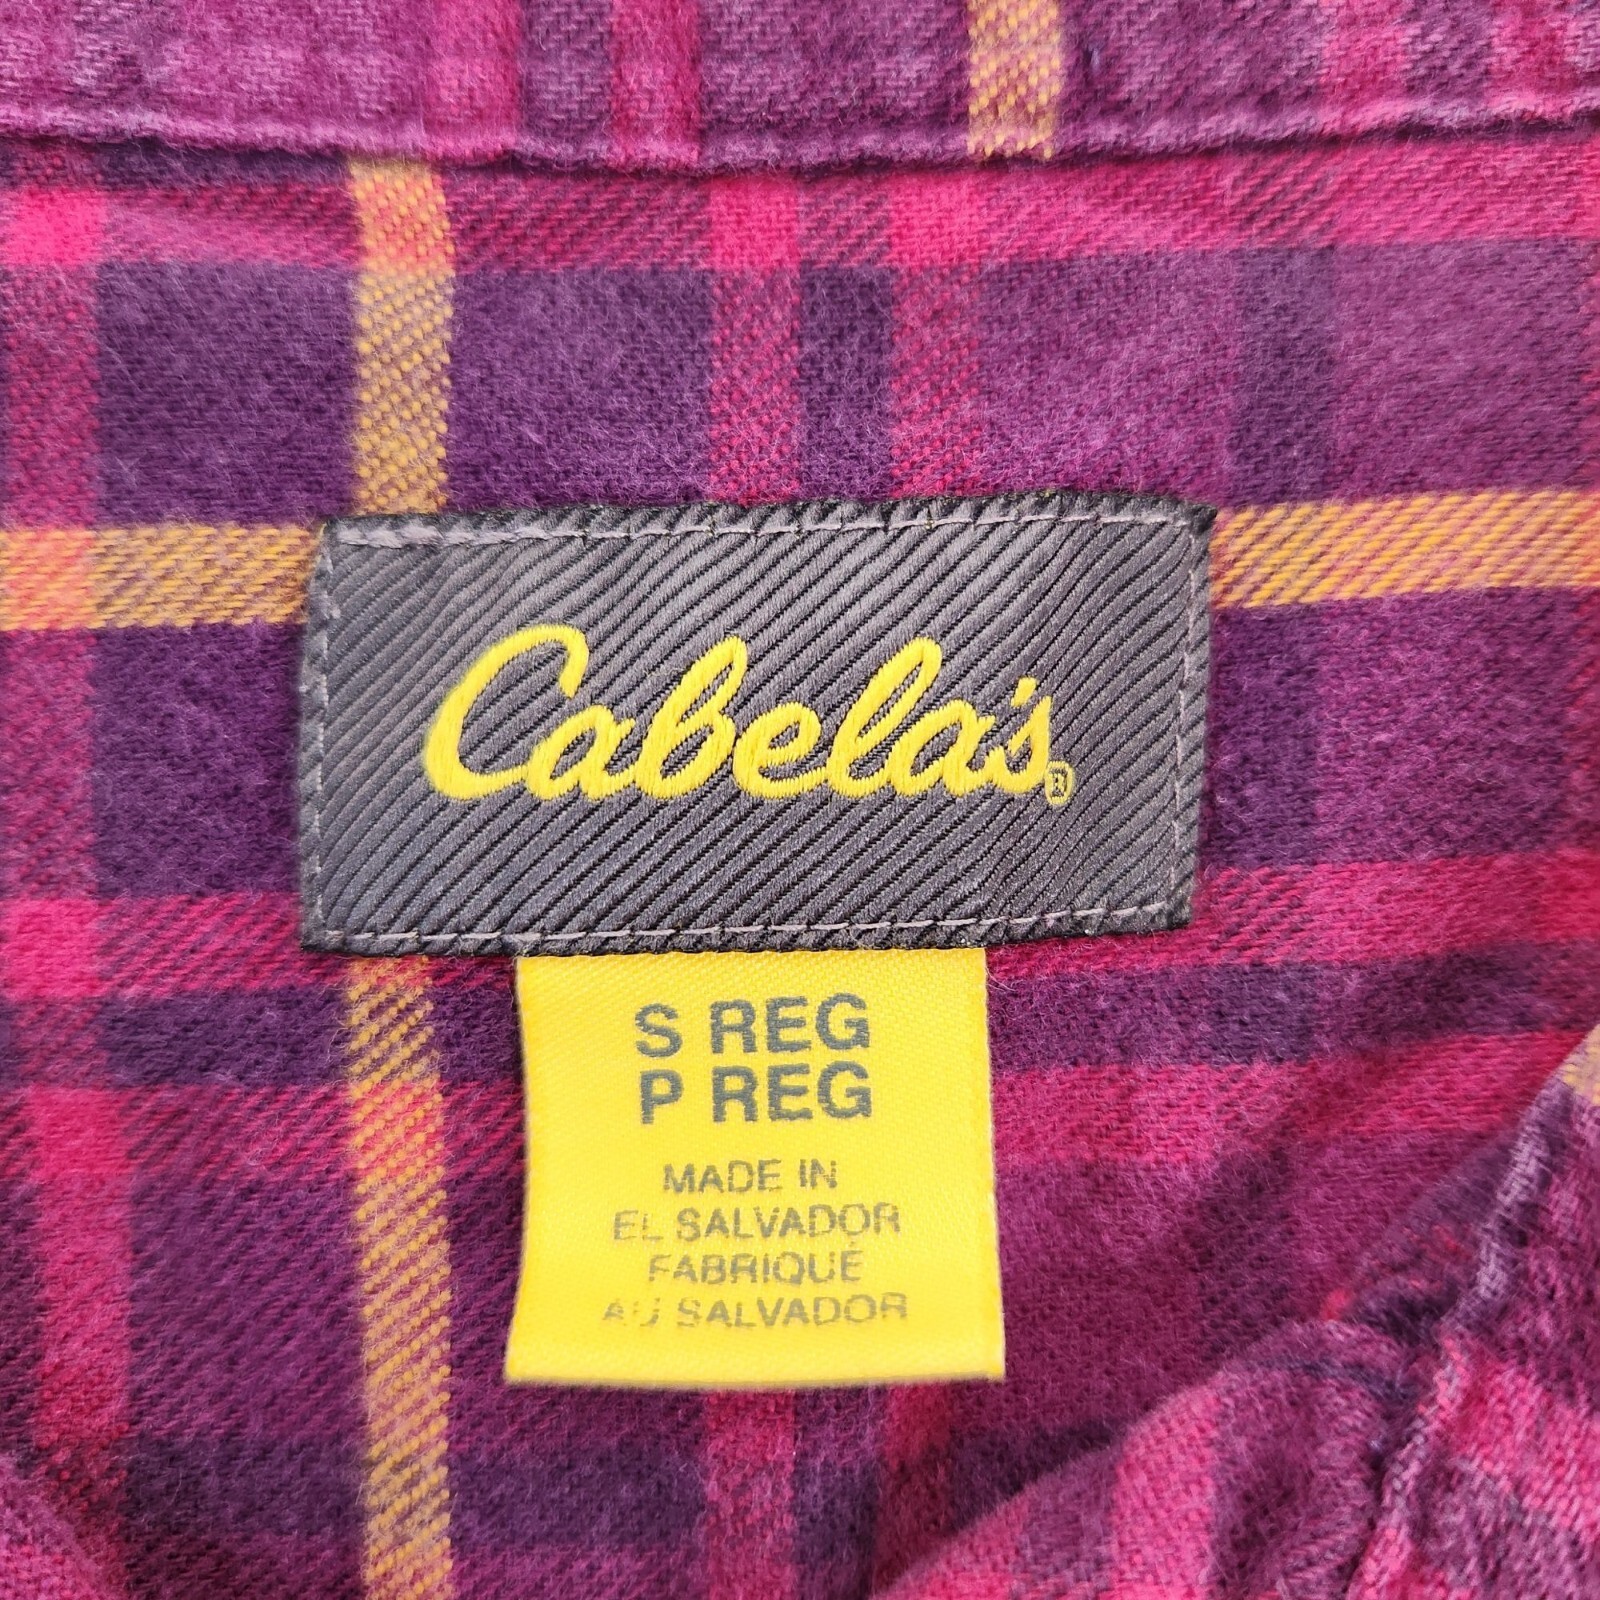 Cabela's®
S REG
P REG
MADE IN
EL SALVADOR
FABRIQUÉ
AU SALVADOR